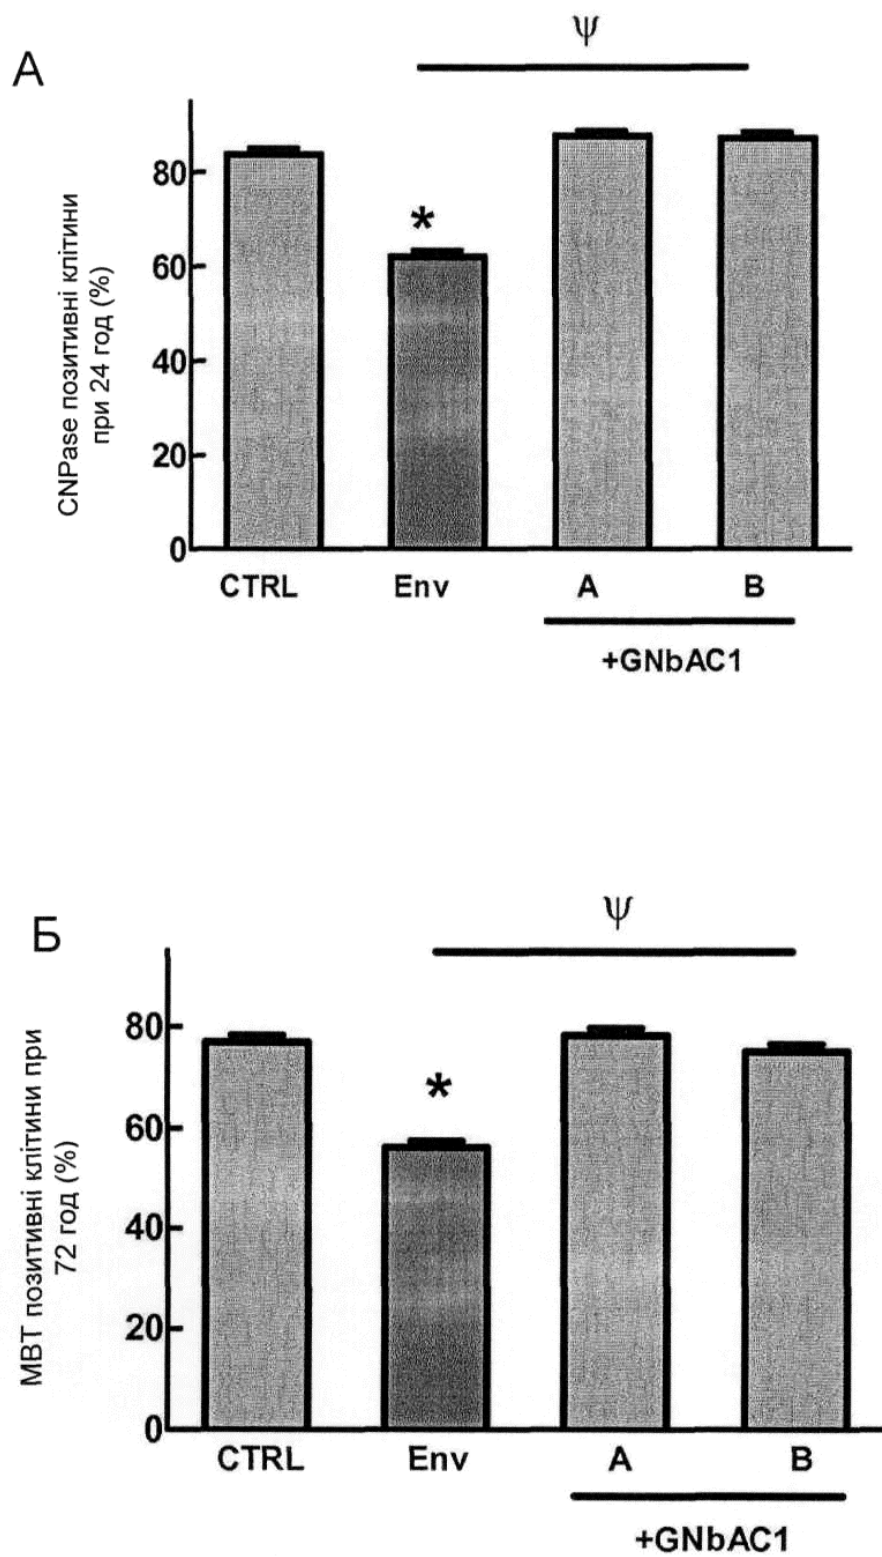 А
ψ
CNPase позитивні клітини
при 24 год (%)
80
60
40
20
0
*
CTRL Env A B
+GNbAC1
Б
ψ
МВТ позитивні клітини при
72 год (%)
80
60
40
20
0
*
CTRL Env A B
+GNbAC1